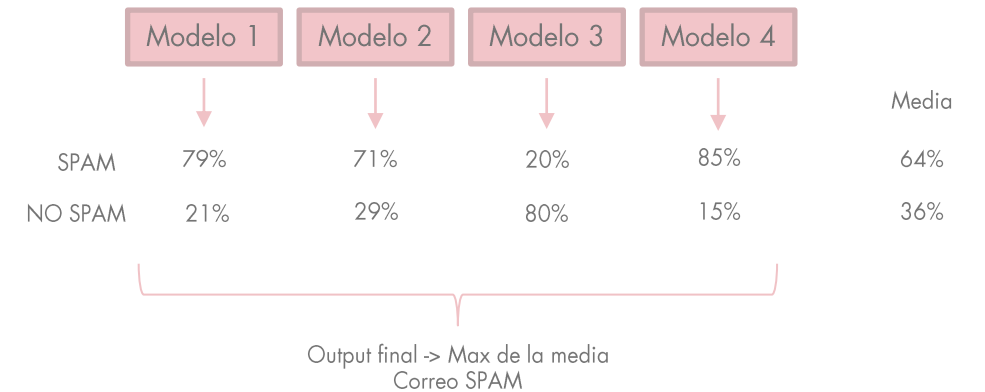 Modelo 1 Modelo 2 Modelo 3 Modelo 4
Media
SPAM 79% 71% 20% 85% 64%
NO SPAM 21% 29% 80% 15% 36%
Output final -> Max de la media
Correo SPAM